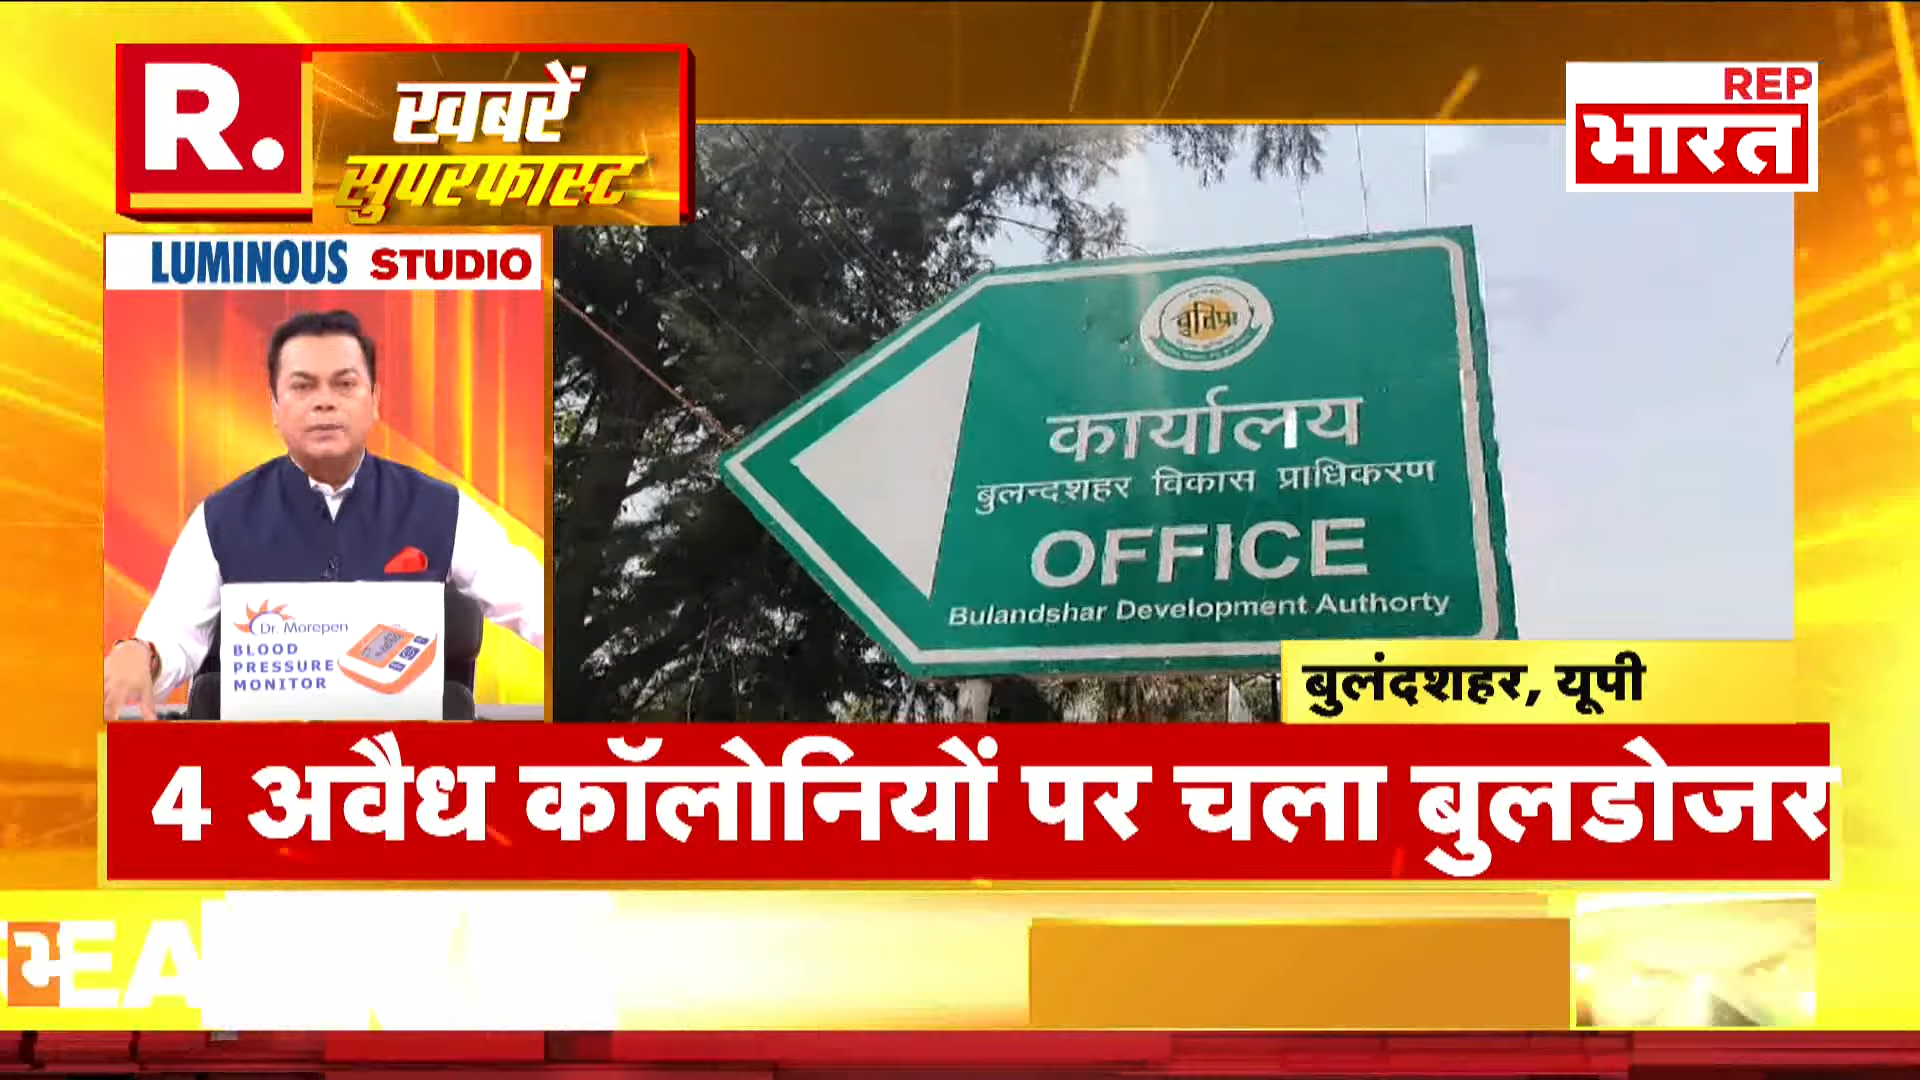 R.
खबरें
सुपरफास्ट
REP
भारत
LUMINOUS STUDIO
बुविप्रा
कार्यालय
बुलन्दशहर विकास प्राधिकरण
OFFICE
Bulandshar Development Authorty
Dr. Morepen
BLOOD
PRESSURE
MONITOR
बुलंदशहर, यूपी
4 अवैध कॉलोनियों पर चला बुलडोजर